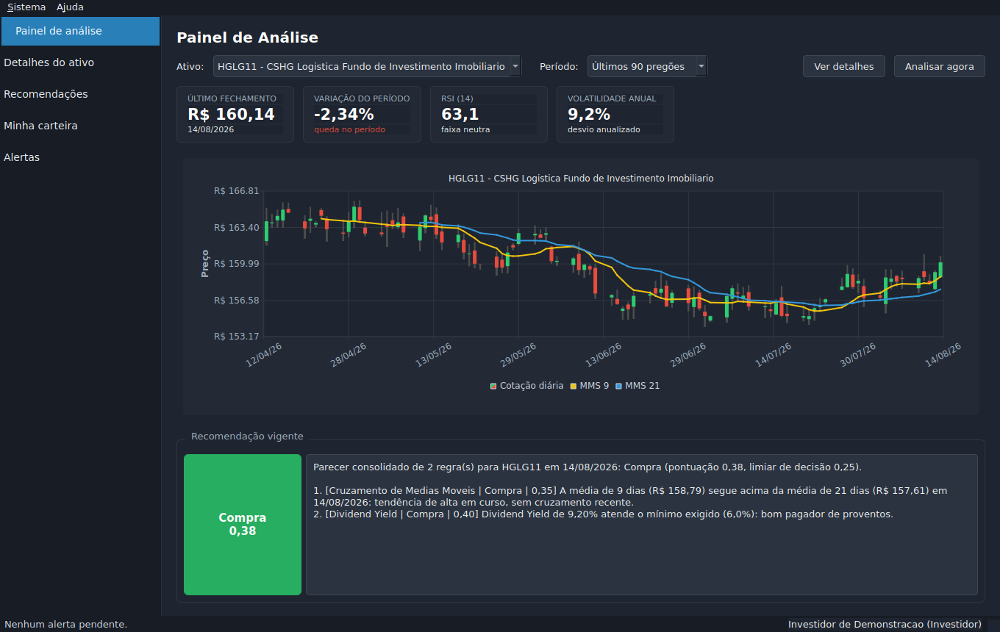 Sistema Ajuda
Painel de análise
Detalhes do ativo
Recomendações
Minha carteira
Alertas
Painel de Análise
Ativo: HGLG11 - CSHG Logistica Fundo de Investimento Imobiliario Período: Últimos 90 pregões Ver detalhes Analisar agora
ÚLTIMO FECHAMENTO
R$ 160,14
14/08/2026
VARIAÇÃO DO PERÍODO
-2,34%
queda no período
RSI (14)
63,1
faixa neutra
VOLATILIDADE ANUAL
9,2%
desvio anualizado
HGLG11 - CSHG Logistica Fundo de Investimento Imobiliario
R$ 166.81
R$ 163.40
R$ 159.99
R$ 156.58
R$ 153.17
Preço
12/04/26 28/04/26 13/05/26 29/05/26 13/06/26 29/06/26 14/07/26 30/07/26 14/08/26
Cotação diária MMS 9 MMS 21
Recomendação vigente
Compra
0,38
Parecer consolidado de 2 regra(s) para HGLG11 em 14/08/2026: Compra (pontuação 0,38, limiar de decisão 0,25).
1. [Cruzamento de Medias Moveis | Compra | 0,35] A média de 9 dias (R$ 158,79) segue acima da média de 21 dias (R$ 157,61) em
14/08/2026: tendência de alta em curso, sem cruzamento recente.
2. [Dividend Yield | Compra | 0,40] Dividend Yield de 9,20% atende o mínimo exigido (6,0%): bom pagador de proventos.
Nenhum alerta pendente. Investidor de Demonstracao (Investidor)